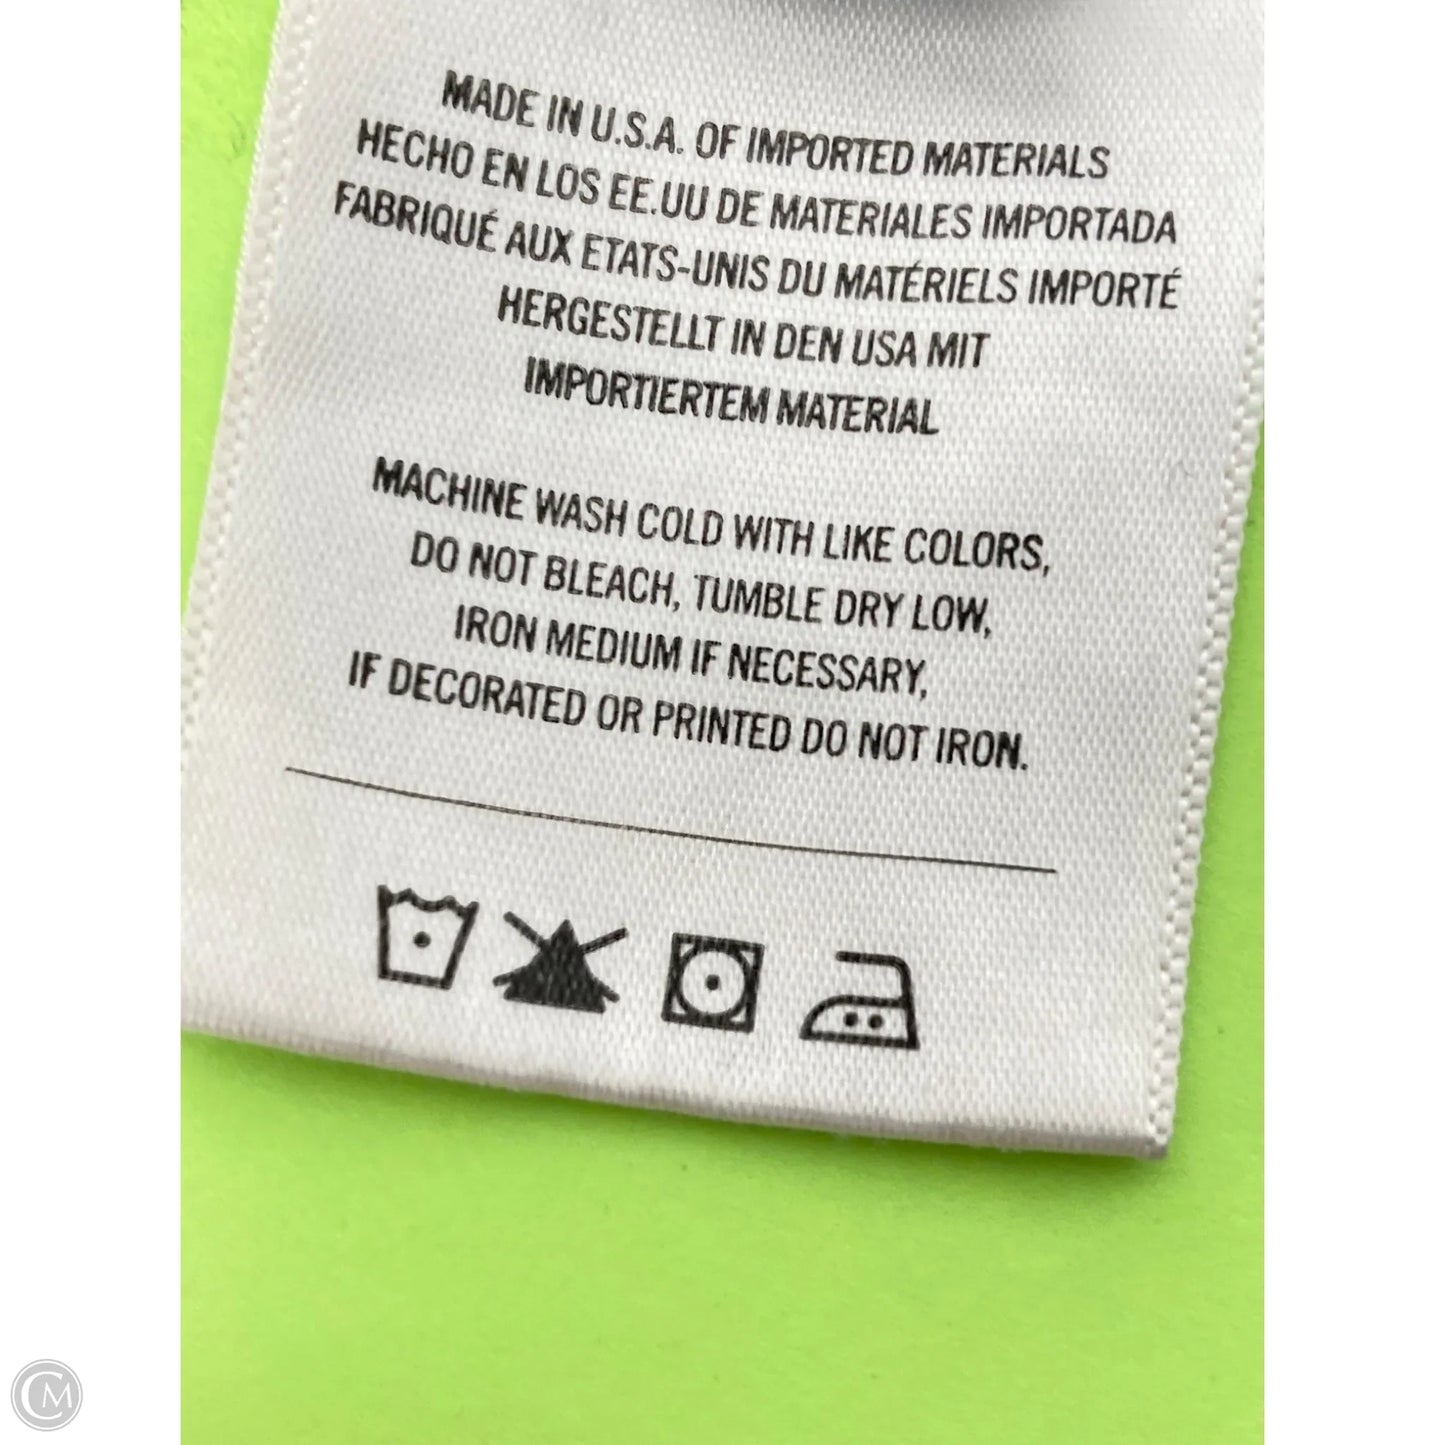 MADE IN U.S.A. OF IMPORTED MATERIALS
HECHO EN LOS EE.UU DE MATERIALES IMPORTADA
FABRIQUÉ AUX ETATS-UNIS DU MATÉRIELS IMPORTÉ
HERGESTELLT IN DEN USA MIT
IMPORTIERTEM MATERIAL
MACHINE WASH COLD WITH LIKE COLORS,
DO NOT BLEACH, TUMBLE DRY LOW,
IRON MEDIUM IF NECESSARY,
IF DECORATED OR PRINTED DO NOT IRON.
CM